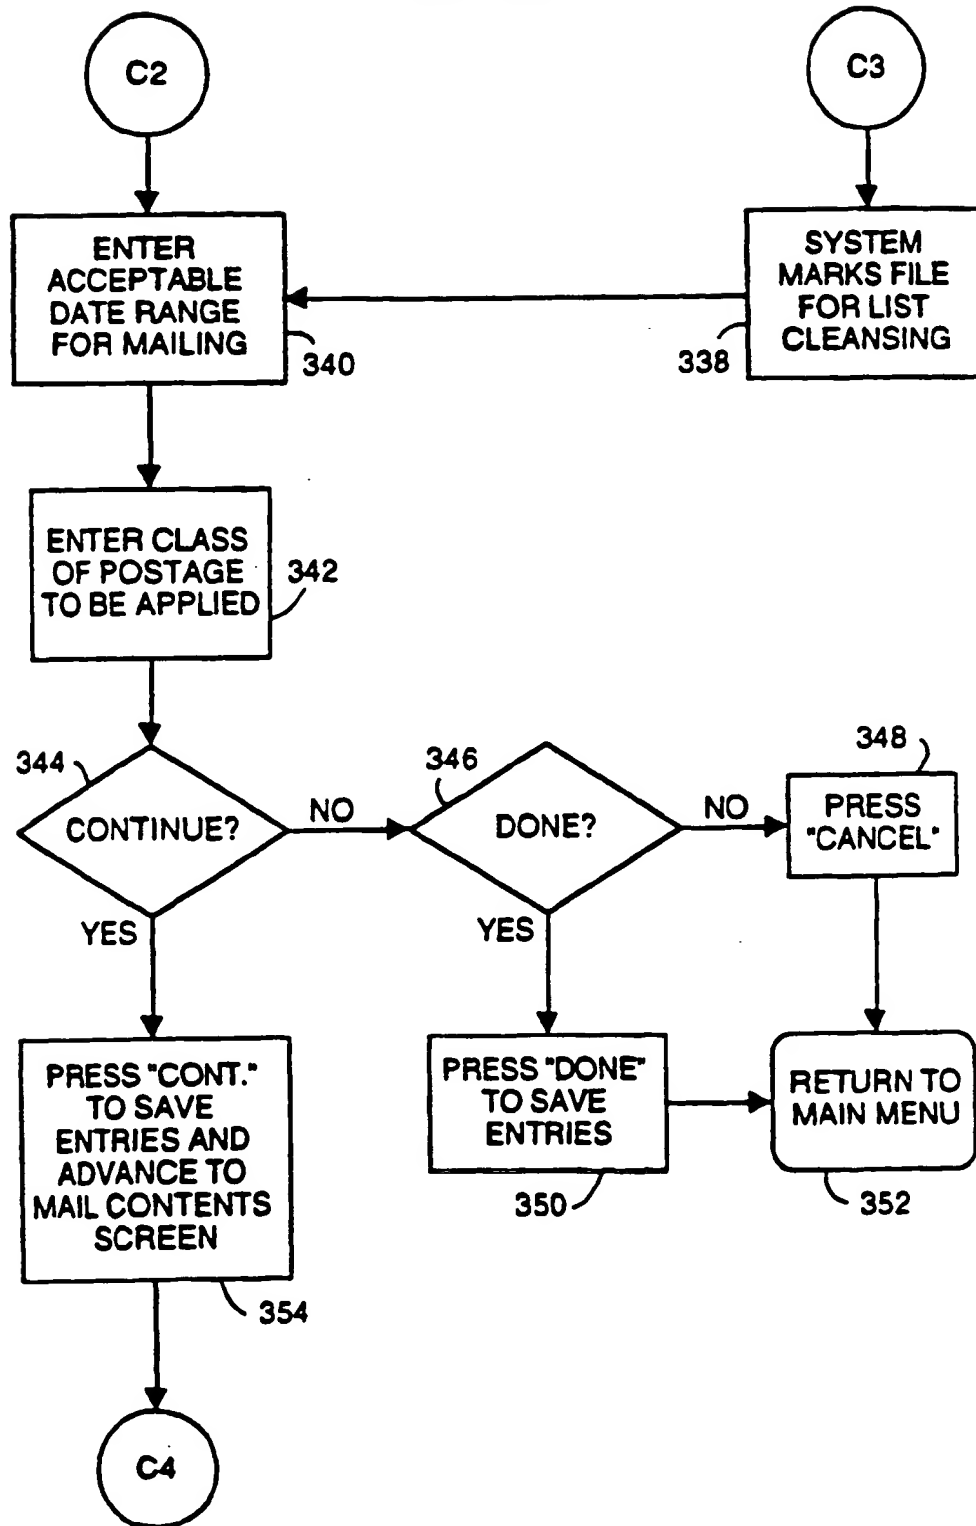 C2
C3
ENTER
ACCEPTABLE
DATE RANGE
FOR MAILING
340
SYSTEM
MARKS FILE
FOR LIST
CLEANSING
338
ENTER CLASS
OF POSTAGE
TO BE APPLIED
342
344
CONTINUE?
NO
YES
346
DONE?
NO
YES
348
PRESS
"CANCEL"
PRESS "CONT."
TO SAVE
ENTRIES AND
ADVANCE TO
MAIL CONTENTS
SCREEN
354
PRESS "DONE"
TO SAVE
ENTRIES
350
RETURN TO
MAIN MENU
352
C4